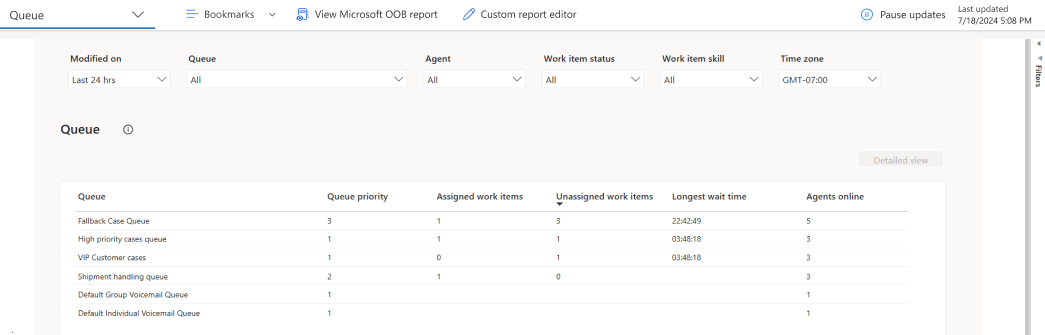 Queue Bookmarks View Microsoft OOB report Custom report editor Pause updates Last updated
7/18/2024 5:08 PM
Modified on Queue Agent Work item status Work item skill Time zone
Last 24 hrs All All All All GMT-07:00
Filters
Queue
Detailed view
Queue Queue priority Assigned work items Unassigned work items Longest wait time Agents online
Fallback Case Queue 3 1 3 22:42:49 5
High priority cases queue 1 1 1 03:48:18 3
VIP Customer cases 1 0 1 03:48:18 3
Shipment handling queue 2 1 0 3
Default Group Voicemail Queue 1 1
Default Individual Voicemail Queue 1 1